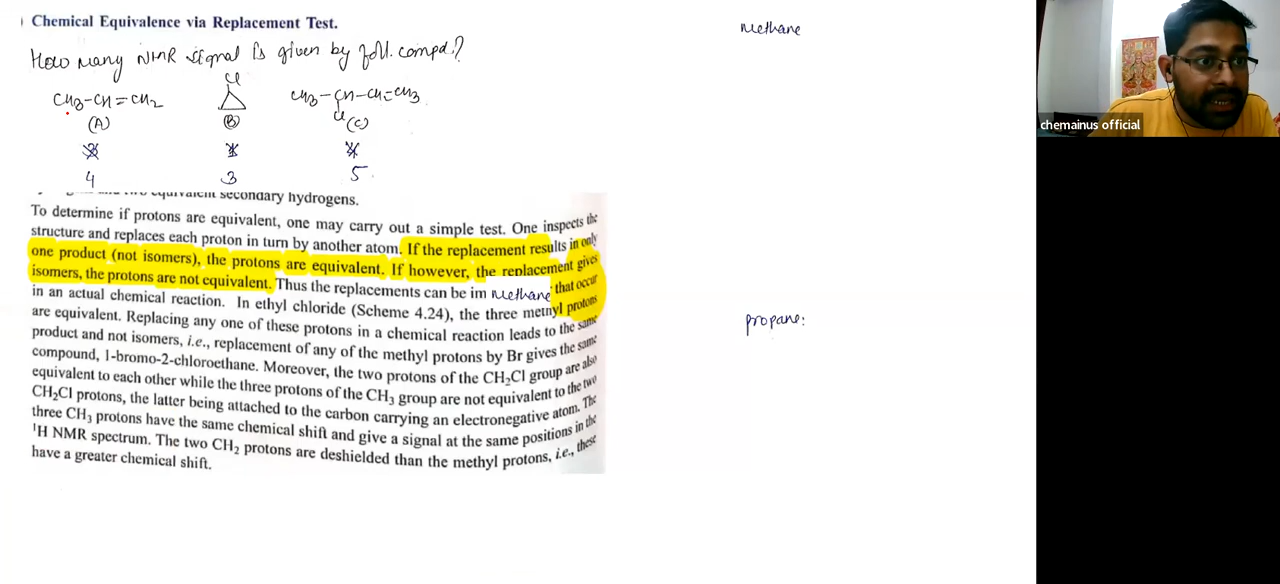 Chemical Equivalence via Replacement Test.
How many NMR signal is given by foll. compd.?
CH3-CH=CH2
Cl
CH3-CH-CH=CH3
Cl
(A)
(B)
(C)
4
3
5
secondary hydrogens.
To determine if protons are equivalent, one may carry out a simple test. One inspects the
structure and replaces each proton in turn by another atom. If the replacement results in only
one product (not isomers), the protons are equivalent. If however, the replacement gives
isomers, the protons are not equivalent. Thus the replacements can be im methane that occur
in an actual chemical reaction. In ethyl chloride (Scheme 4.24), the three methyl protons
are equivalent. Replacing any one of these protons in a chemical reaction leads to the same
product and not isomers, i.e., replacement of any of the methyl protons by Br gives the same
compound, 1-bromo-2-chloroethane. Moreover, the two protons of the CH2Cl group are also
equivalent to each other while the three protons of the CH3 group are not equivalent to the two
CH2Cl protons, the latter being attached to the carbon carrying an electronegative atom. The
three CH3 protons have the same chemical shift and give a signal at the same positions in the
1H NMR spectrum. The two CH2 protons are deshielded than the methyl protons, i.e., these
have a greater chemical shift.
methane
propane:
chemainus official